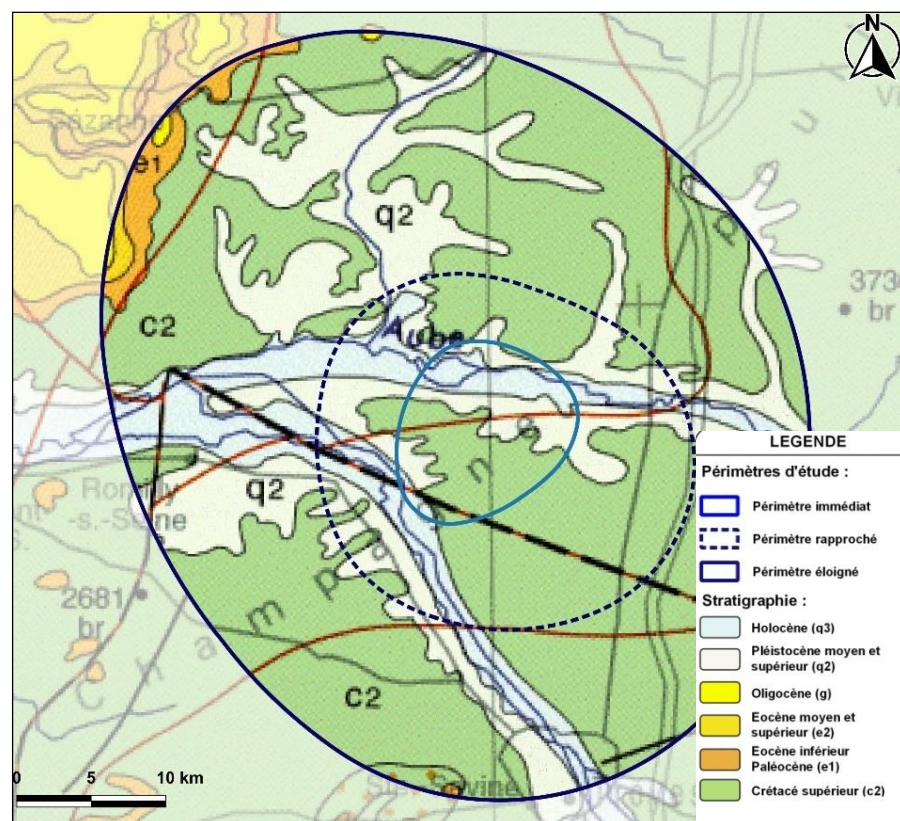 N
Sézanne
e1
q2
3730
br
c2
Aube
LEGENDE
Périmètres d'étude :
Périmètre immédiat
Périmètre rapproché
Périmètre éloigné
Stratigraphie :
Holocène (q3)
Pléistocène moyen et
supérieur (q2)
Oligocène (g)
Eocène moyen et
supérieur (e2)
Eocène inférieur
Paléocène (e1)
Crétacé supérieur (c2)
q2
Romilly
-s.-Seine
2681
br
Champagne
c2
0 5 10 km